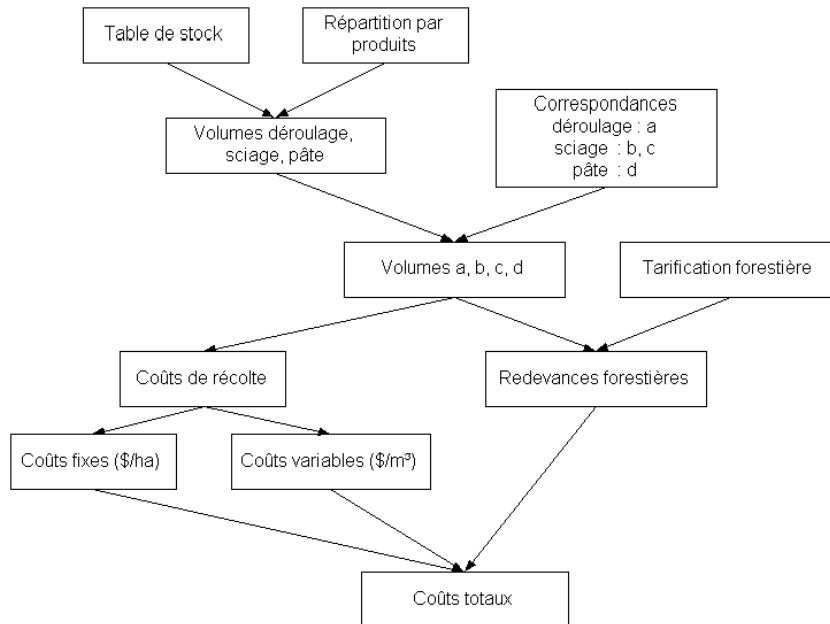 Table de stock
Répartition par
produits
Correspondances
déroulage : a
sciage : b, c
pâte : d
Volumes déroulage,
sciage, pâte
Volumes a, b, c, d
Tarification forestière
Coûts de récolte
Redevances forestières
Coûts fixes ($/ha)
Coûts variables ($/m³)
Coûts totaux